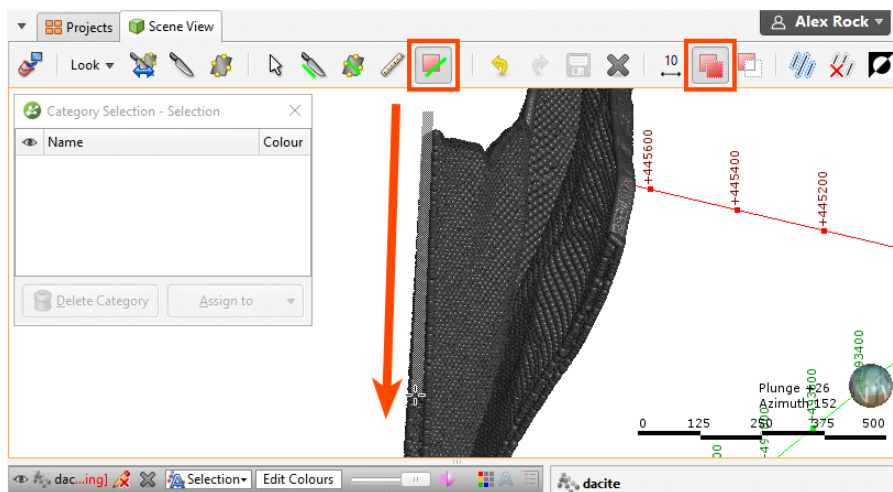 Projects
Scene View
Alex Rock
Look
10
Category Selection - Selection
Name
Colour
Delete Category
Assign to
+445600
+445400
+445200
Plunge +26
Azimuth 152
0 125 250 375 500
dac...ing]
Selection
Edit Colours
dacite